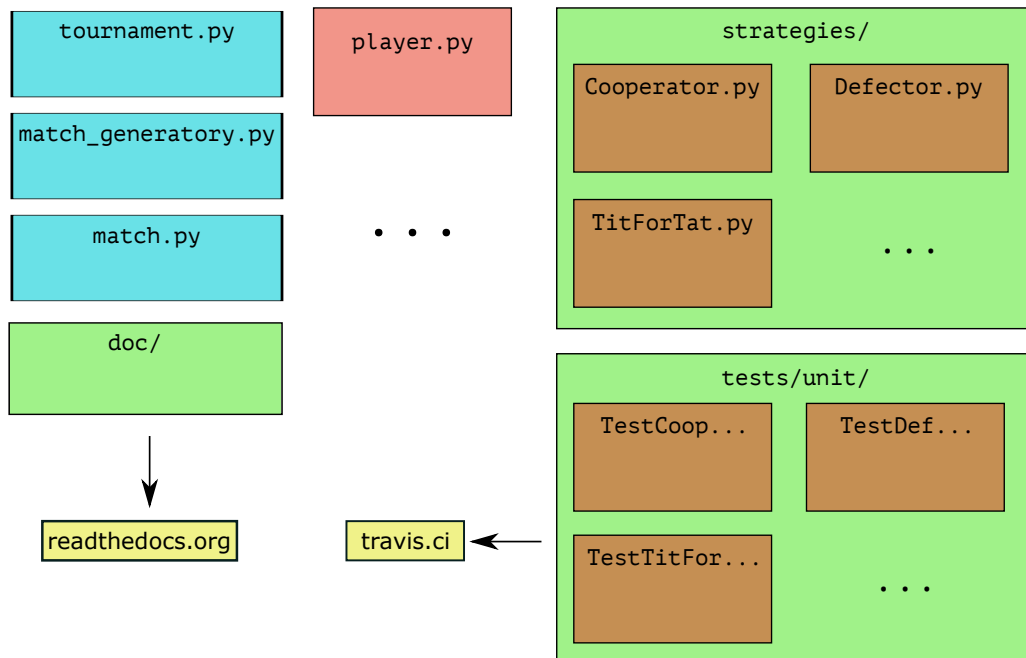 tournament.py
match_generatory.py
match.py
doc/
readthedocs.org
player.py
. . .
travis.ci
strategies/
Cooperator.py
Defector.py
TitForTat.py
...
tests/unit/
TestCoop...
TestDef...
TestTitFor...
...